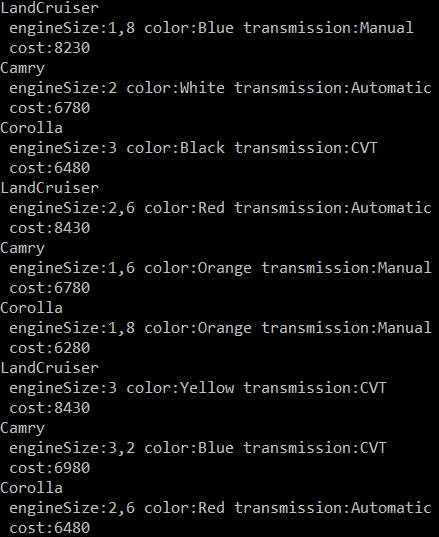 LandCruiser
engineSize:1,8 color:Blue transmission:Manual
cost:8230
Camry
engineSize:2 color:White transmission:Automatic
cost:6780
Corolla
engineSize:3 color:Black transmission:CVT
cost:6480
LandCruiser
engineSize:2,6 color:Red transmission:Automatic
cost:8430
Camry
engineSize:1,6 color:Orange transmission:Manual
cost:6780
Corolla
engineSize:1,8 color:Orange transmission:Manual
cost:6280
LandCruiser
engineSize:3 color:Yellow transmission:CVT
cost:8430
Camry
engineSize:3,2 color:Blue transmission:CVT
cost:6980
Corolla
engineSize:2,6 color:Red transmission:Automatic
cost:6480